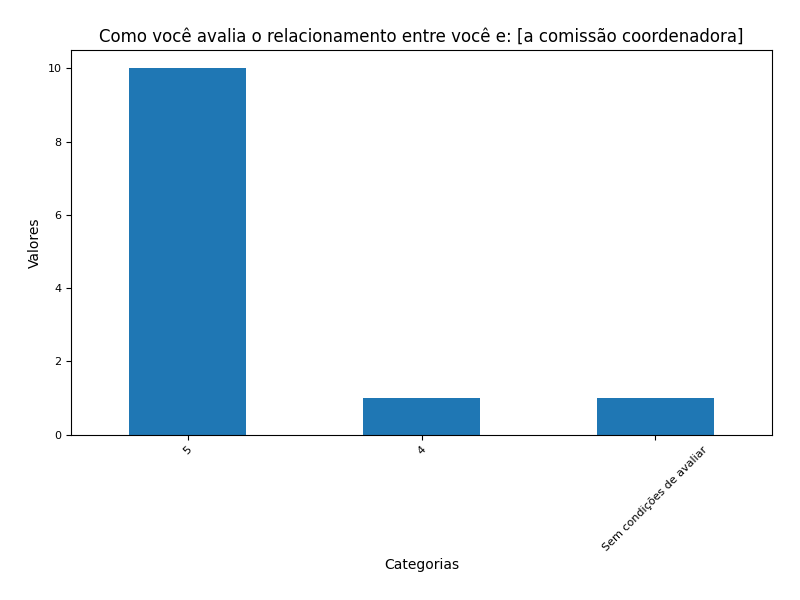 Como você avalia o relacionamento entre você e: [a comissão coordenadora]
10
8
6
4
2
0
Valores
5
4
Sem condições de avaliar
Categorias